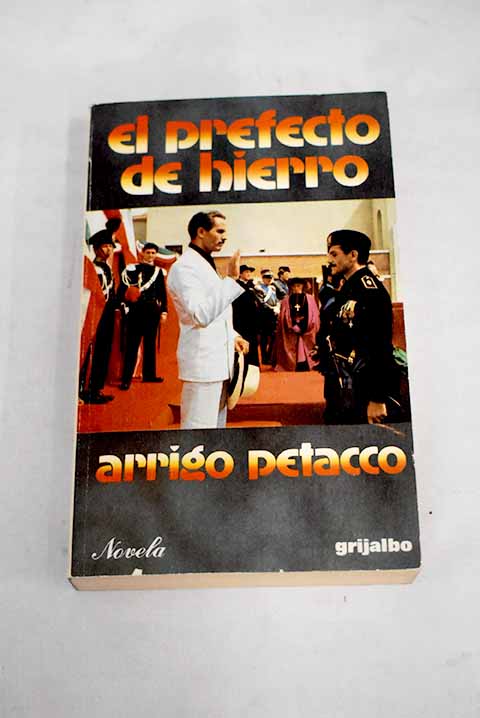 el prefecto
de hierro
arrigo petacco
Novela
grijalbo